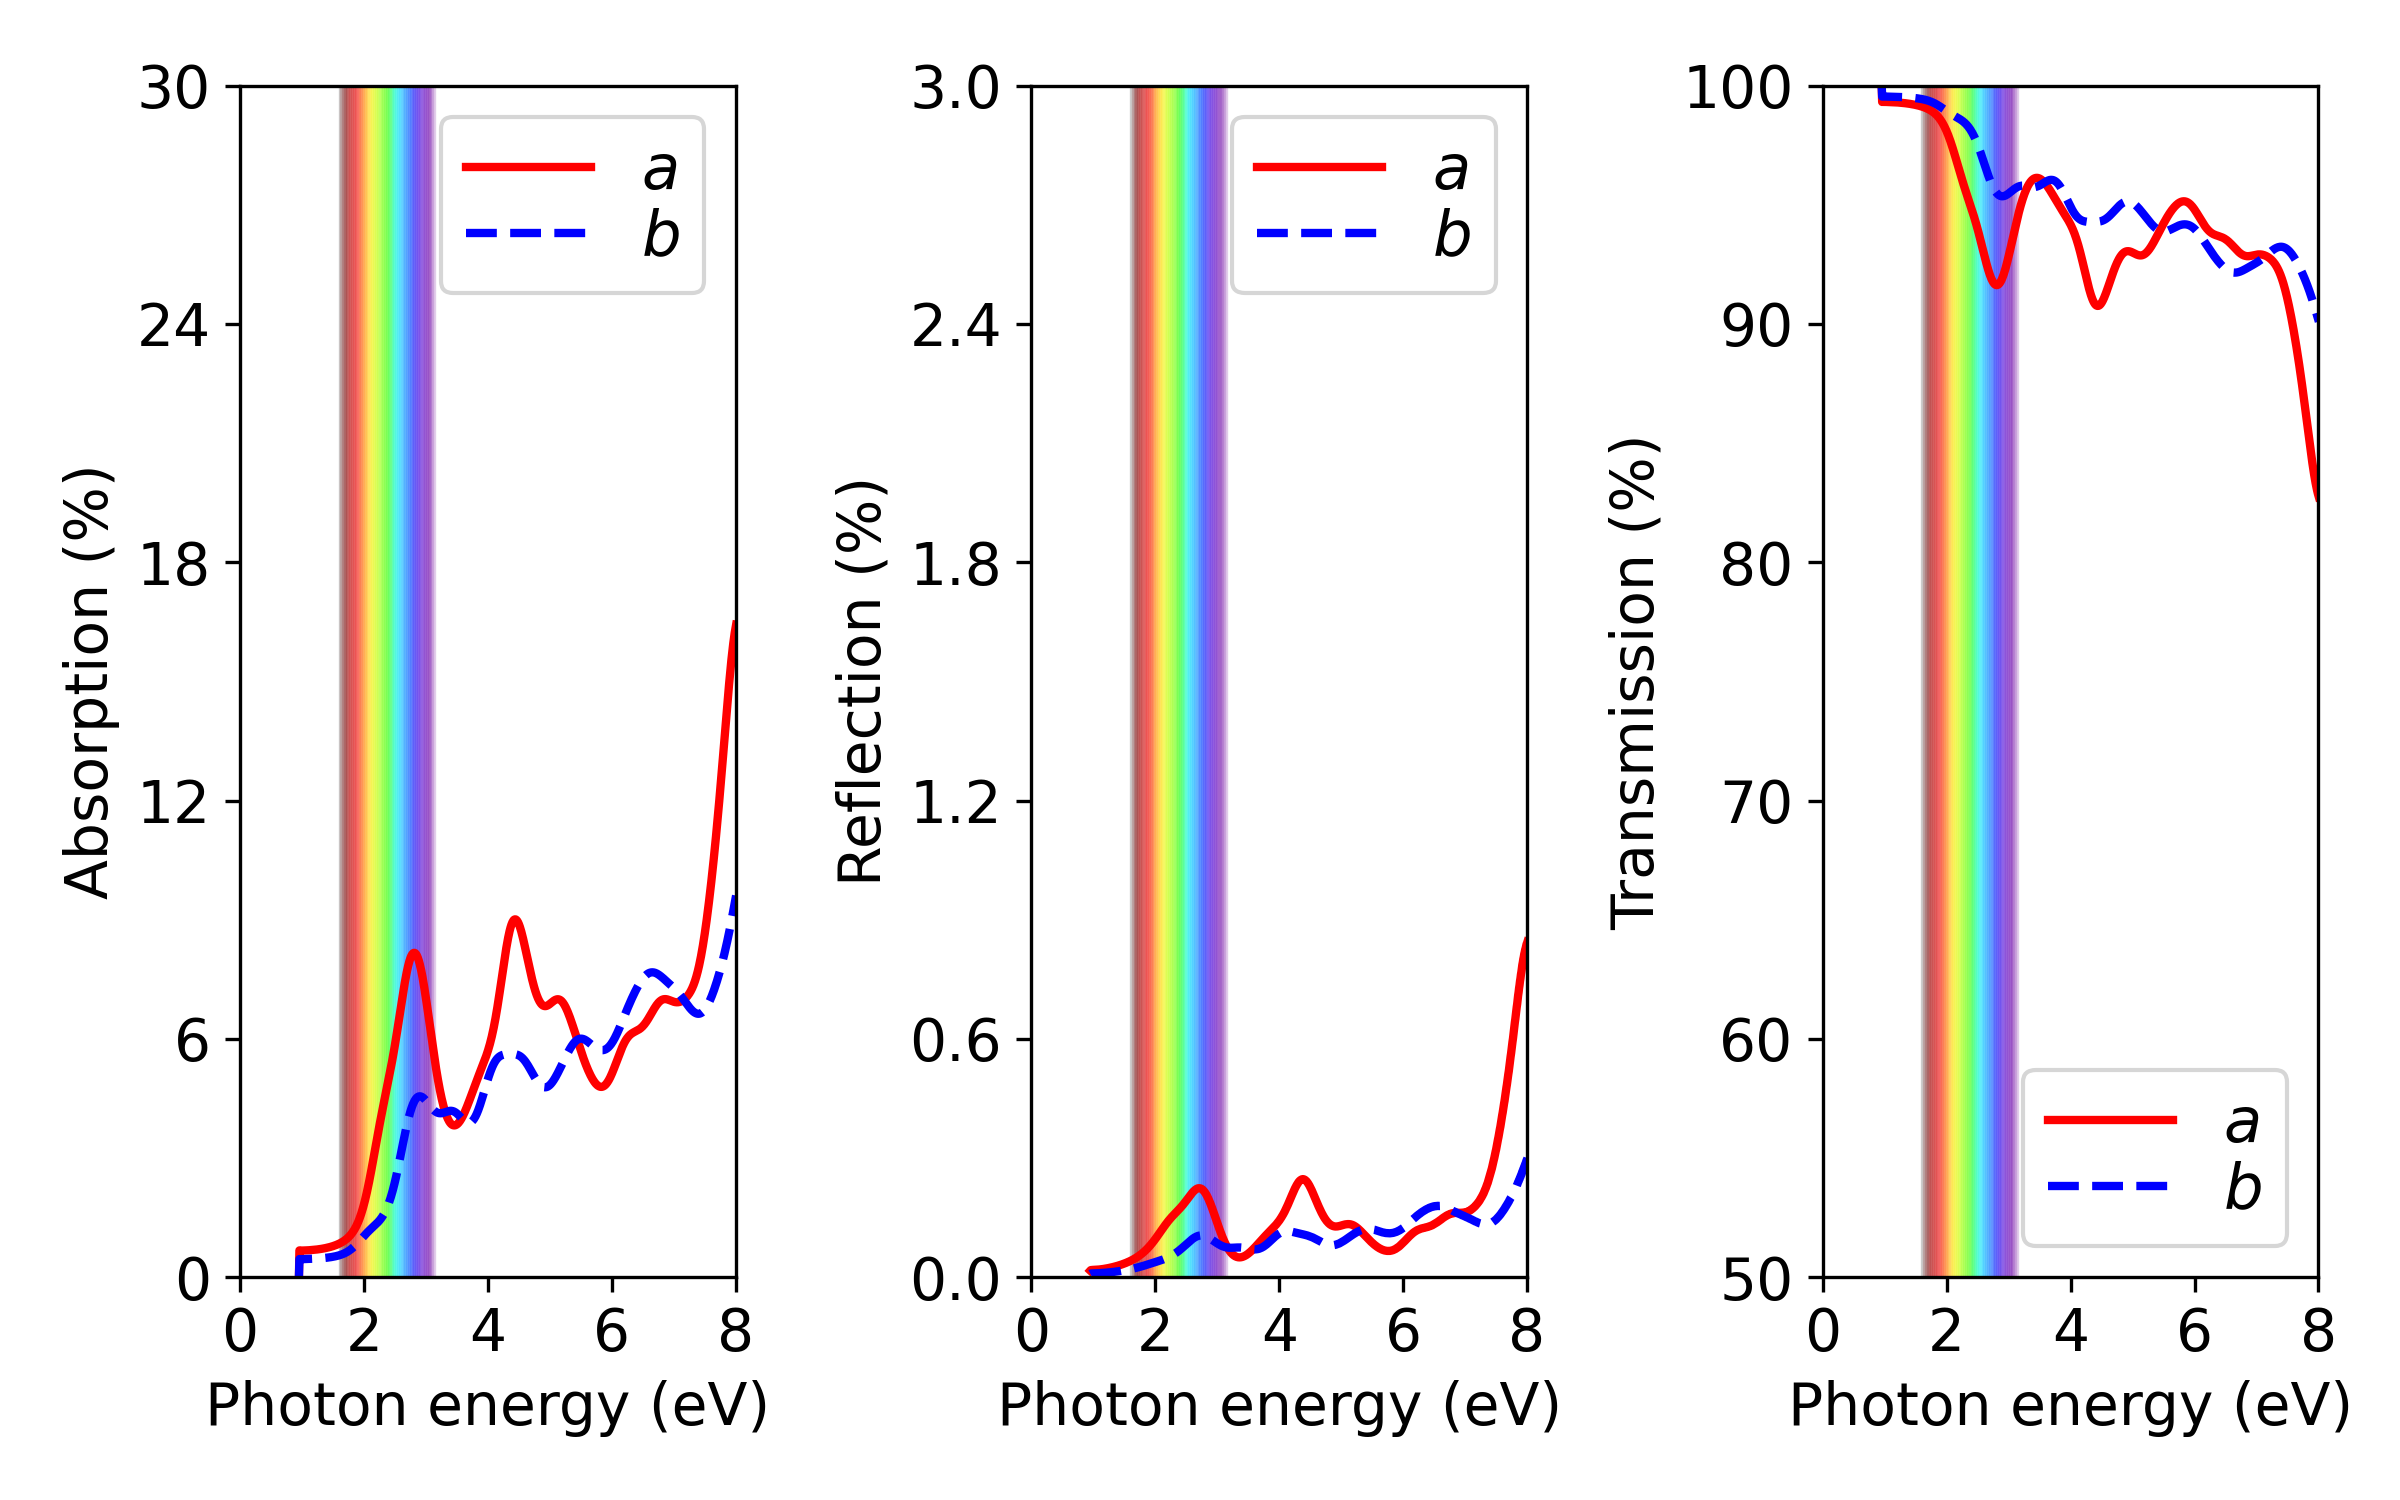 30
24
18
12
6
0
0 2 4 6 8
Absorption (%)
Photon energy (eV)
a
b
3.0
2.4
1.8
1.2
0.6
0.0
0 2 4 6 8
Reflection (%)
Photon energy (eV)
a
b
100
90
80
70
60
50
0 2 4 6 8
Transmission (%)
Photon energy (eV)
a
b